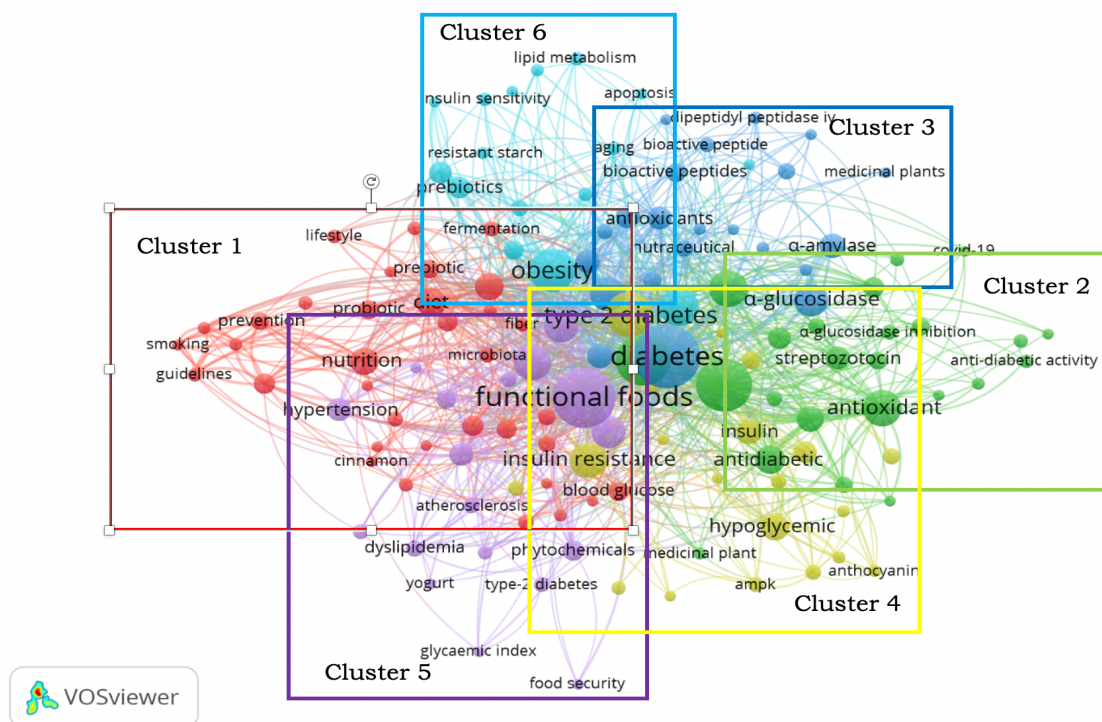 Cluster 6
lipid metabolism
nsulin sensitivity
apoptosis
dipeptidyl peptidase iv
Cluster 3
resistant starch
aging
bioactive peptide
prebiotics
bioactive peptides
medicinal plants
antioxidants
Cluster 1
lifestyle
fermentation
nutraceutical
α-amylase
covid-19
prebiotic
obesity
Cluster 2
diet
probiotic
α-glucosidase
prevention
fiber
type 2 diabetes
α-glucosidase inhibition
smoking
microbiota
diabetes
streptozotocin
anti-diabetic activity
guidelines
nutrition
functional foods
hypertension
antioxidant
insulin
cinnamon
insulin resistance
antidiabetic
blood glucose
atherosclerosis
hypoglycemic
dyslipidemia
phytochemicals
medicinal plant
yogurt
type-2 diabetes
ampk
anthocyanin
Cluster 4
glycaemic index
Cluster 5
food security
VOSviewer